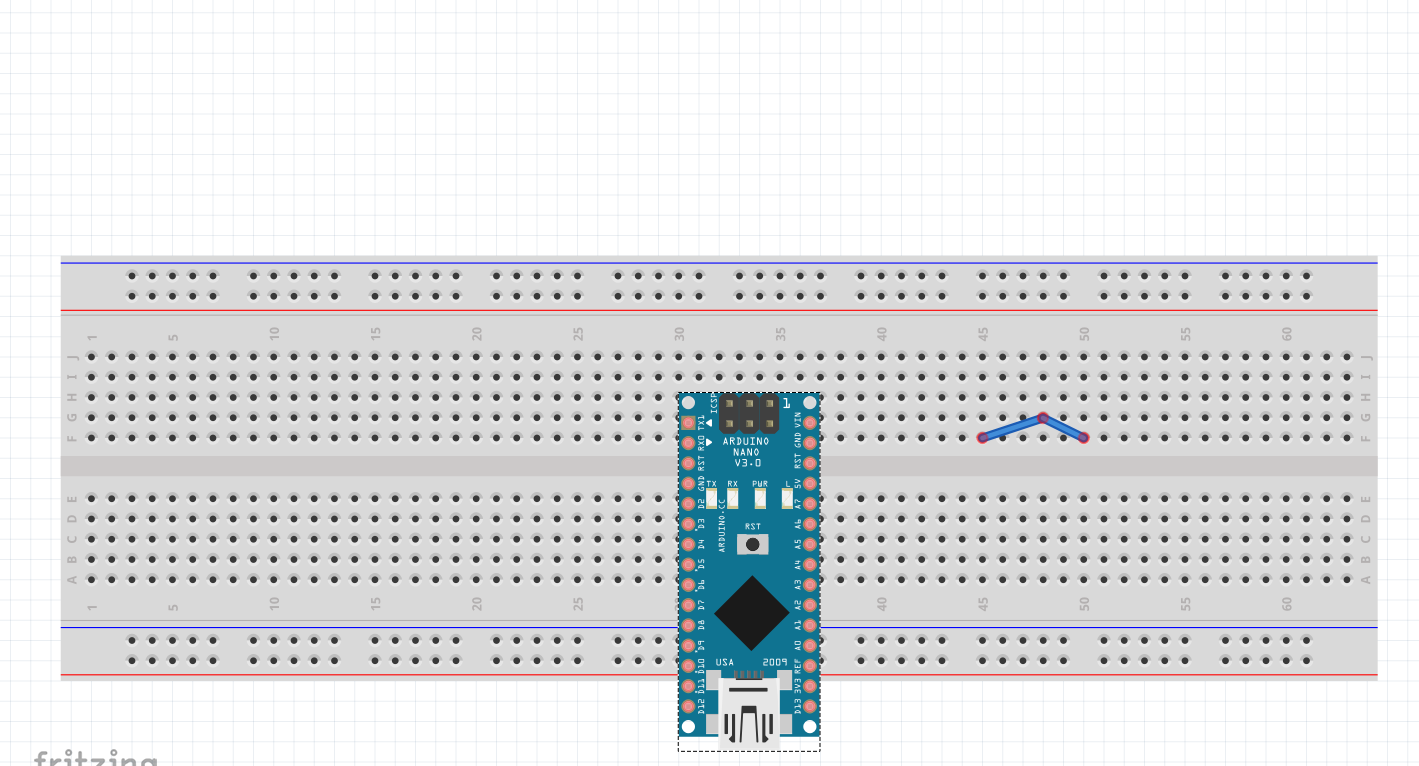 1 5 10 15 20 25 30 35 40 45 50 55 60
J J
I I
H H
G G
F F
E E
D D
C C
B B
A A
1 5 10 15 20 25 40 45 50 55 60
ICSP
1
TX1
RX0
RST
GND
D2
D3
D4
D5
D6
D7
D8
D9
D10
D11
D12
VIN
GND
RST
5V
A7
A6
A5
A4
A3
A2
A1
A0
REF
3V3
D13
ARDUINO
NANO
V3.0
TX RX PWR L
ARDUINO.CC
RST
USA 2009
fritzing